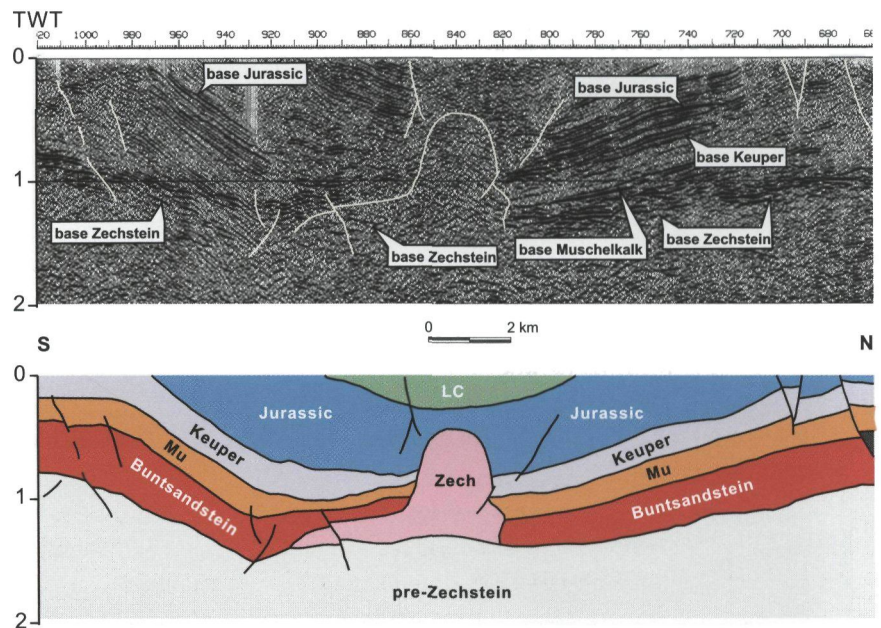 TWT
20 1000 980 960 940 920 900 880 860 840 820 800 780 760 740 720 700 680 66
0
base Jurassic
base Jurassic
base Keuper
1
base Zechstein
base Zechstein
base Muschelkalk
base Zechstein
2
0 2 km
S N
0
LC
Jurassic Jurassic
Keuper Keuper
Mu Mu
Zech
1
Buntsandstein Buntsandstein
pre-Zechstein
2